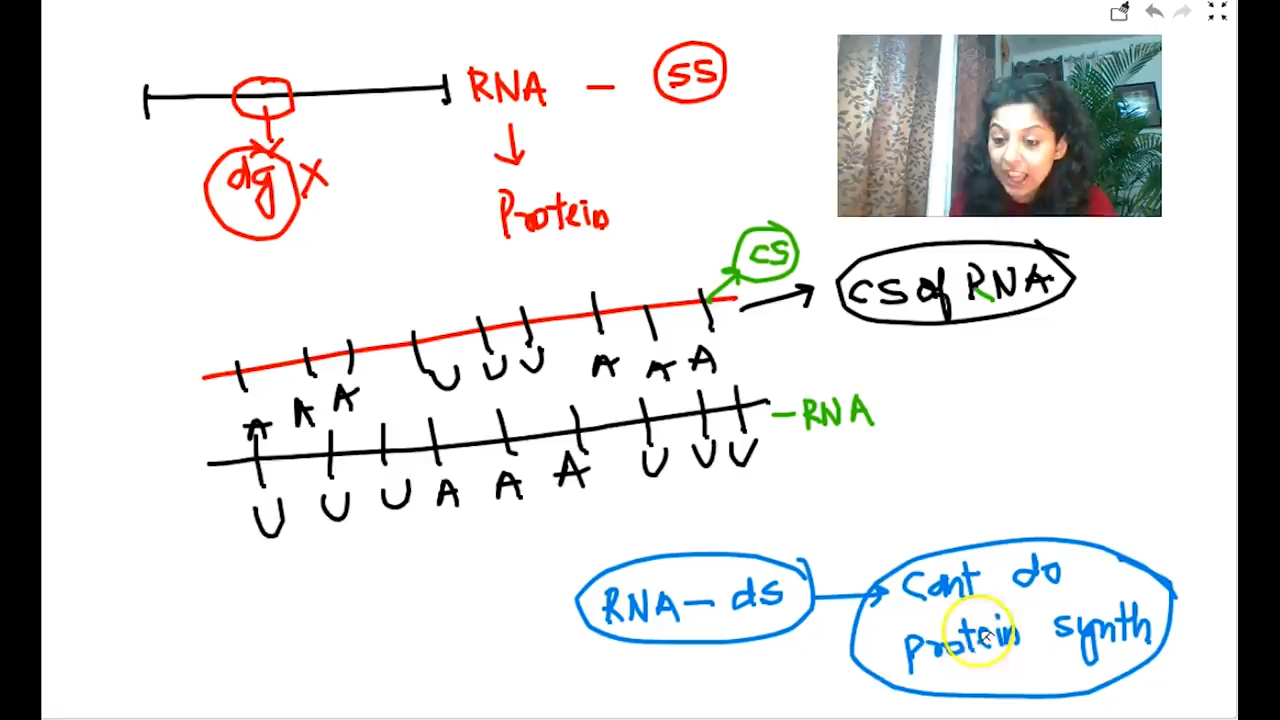 RNA - SS
dg X
Protein
CS
CS of RNA
A A A U U U A A A
- RNA
U U U A A A U U U
RNA - ds
Cant do
protein synth